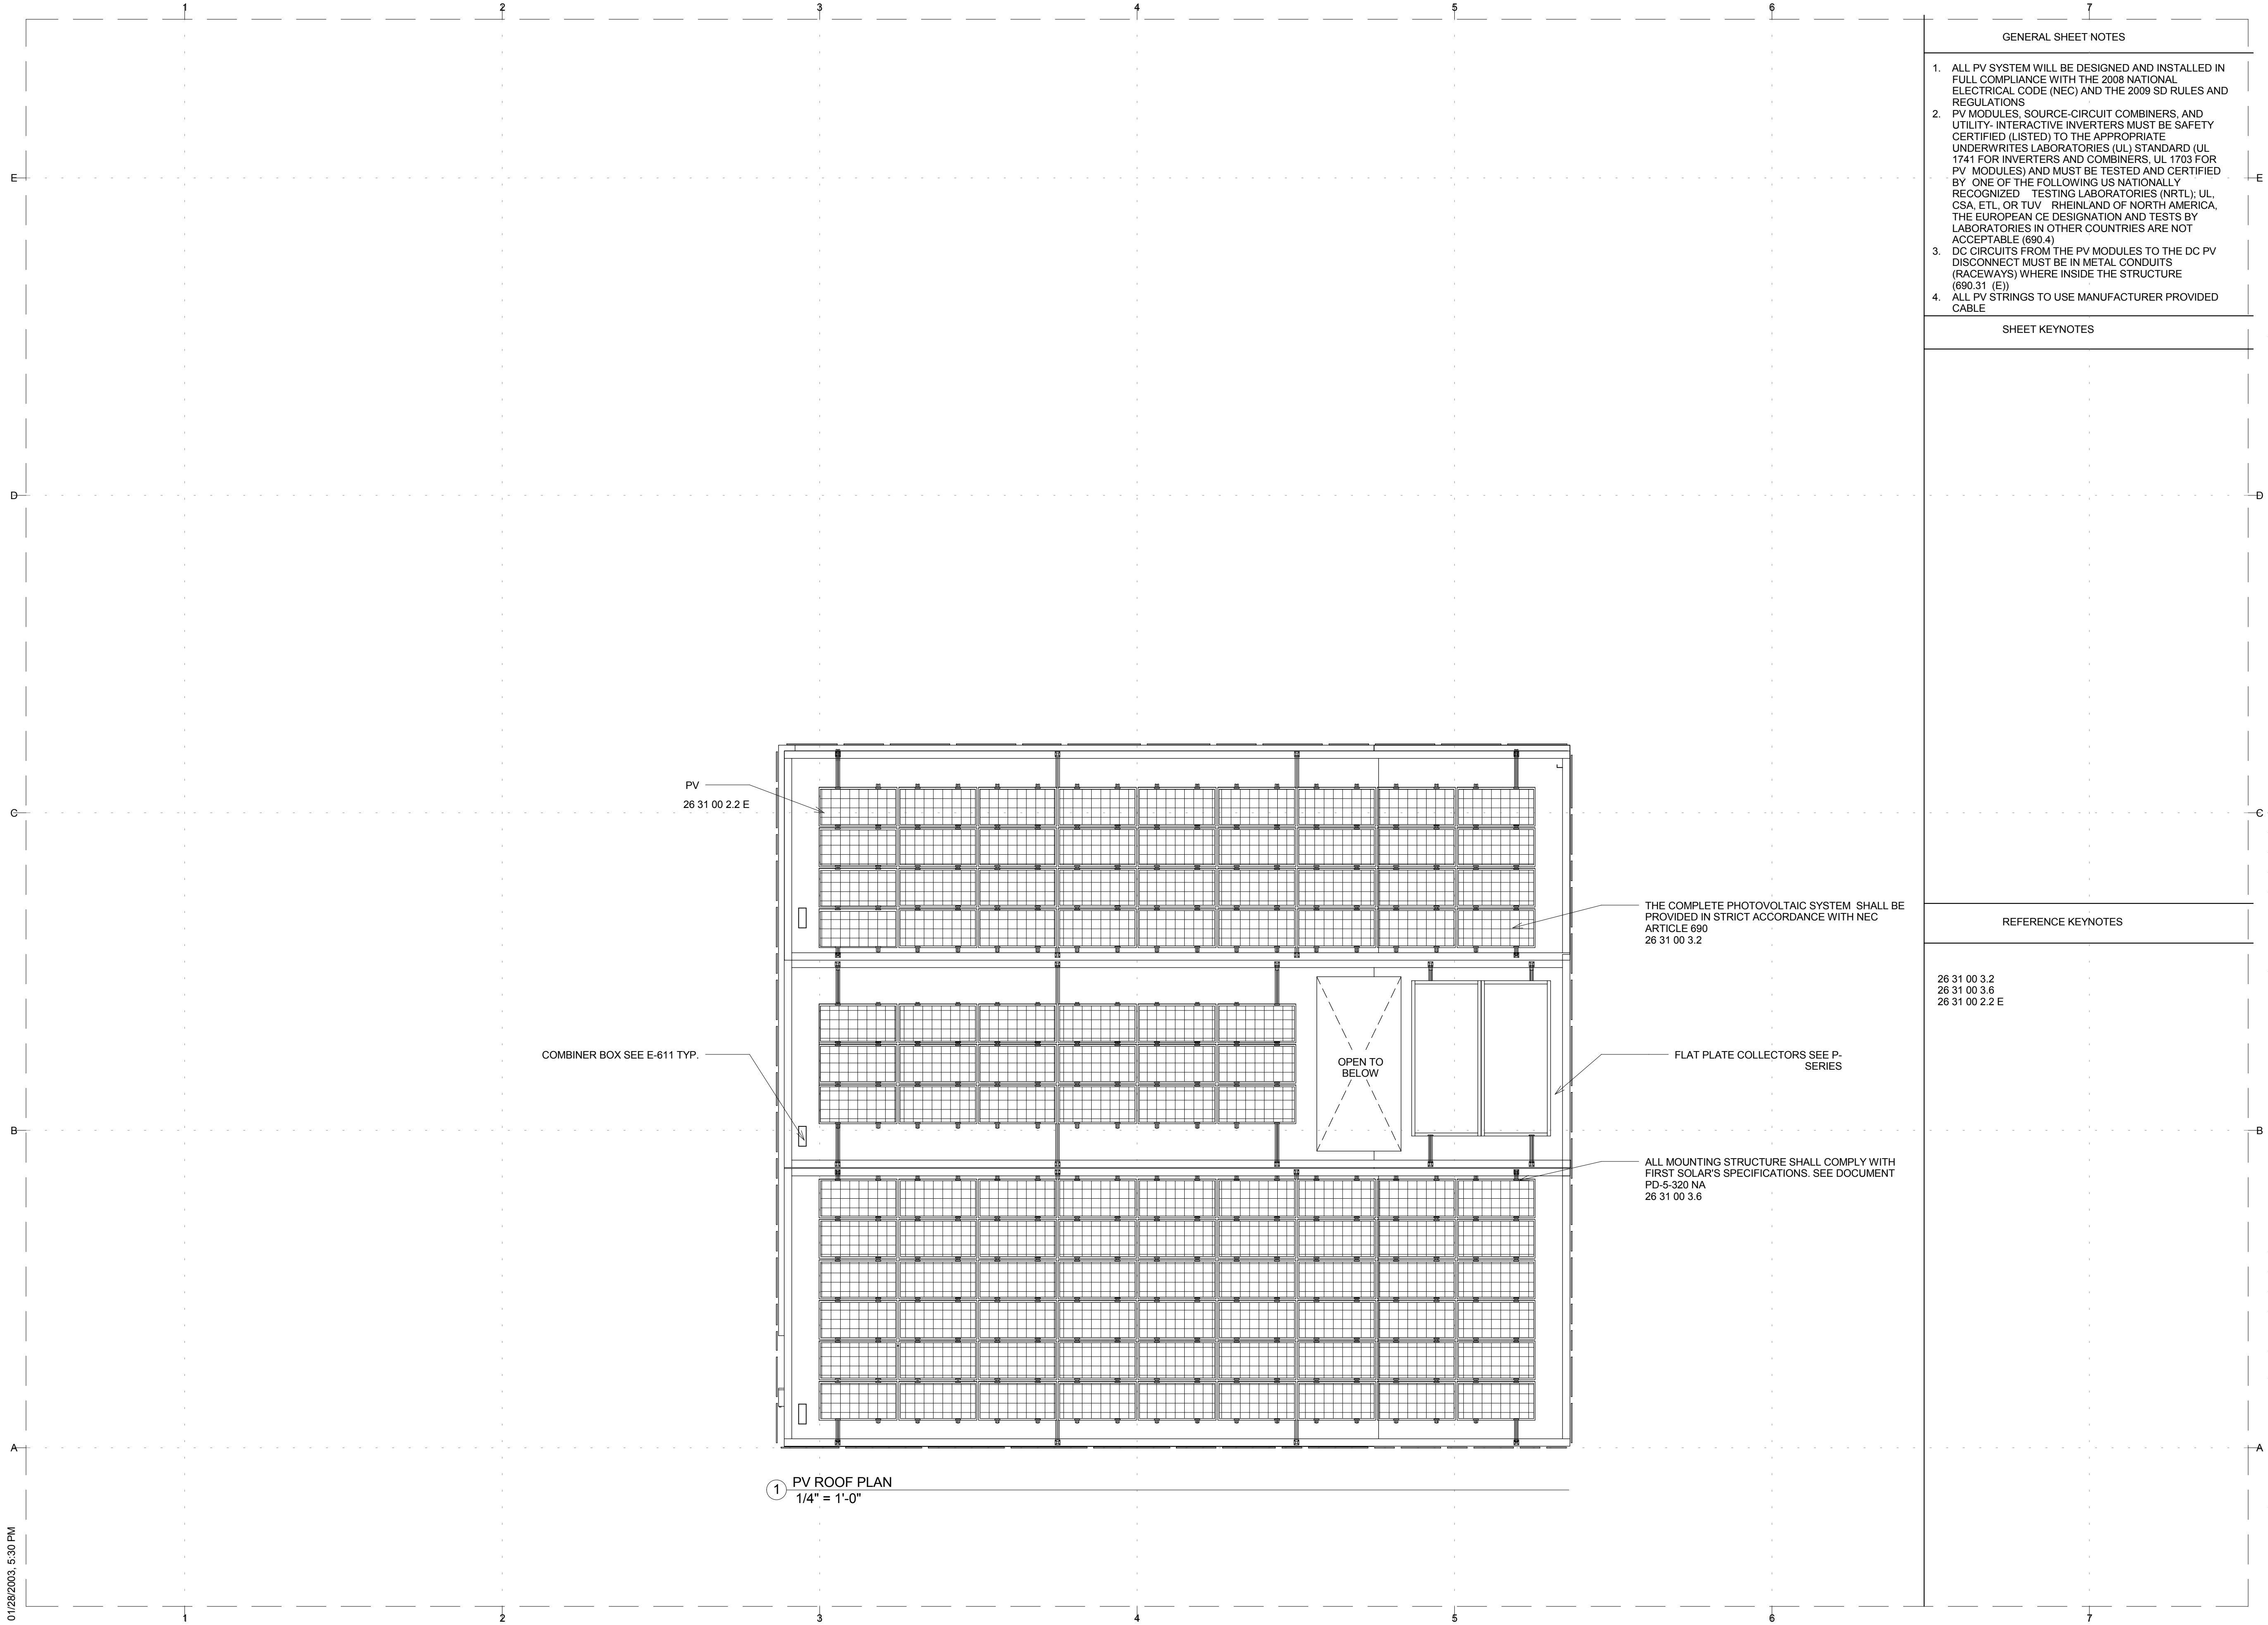 1 2 3 4 5 6 7
GENERAL SHEET NOTES
1. ALL PV SYSTEM WILL BE DESIGNED AND INSTALLED IN
FULL COMPLIANCE WITH THE 2008 NATIONAL
ELECTRICAL CODE (NEC) AND THE 2009 SD RULES AND
REGULATIONS
2. PV MODULES, SOURCE-CIRCUIT COMBINERS, AND
UTILITY- INTERACTIVE INVERTERS MUST BE SAFETY
CERTIFIED (LISTED) TO THE APPROPRIATE
UNDERWRITES LABORATORIES (UL) STANDARD (UL
1741 FOR INVERTERS AND COMBINERS, UL 1703 FOR
PV MODULES) AND MUST BE TESTED AND CERTIFIED
BY ONE OF THE FOLLOWING US NATIONALLY
RECOGNIZED TESTING LABORATORIES (NRTL); UL,
CSA, ETL, OR TUV RHEINLAND OF NORTH AMERICA,
THE EUROPEAN CE DESIGNATION AND TESTS BY
LABORATORIES IN OTHER COUNTRIES ARE NOT
ACCEPTABLE (690.4)
3. DC CIRCUITS FROM THE PV MODULES TO THE DC PV
DISCONNECT MUST BE IN METAL CONDUITS
(RACEWAYS) WHERE INSIDE THE STRUCTURE
(690.31 (E))
4. ALL PV STRINGS TO USE MANUFACTURER PROVIDED
CABLE
SHEET KEYNOTES
E E
D D
PV
26 31 00 2.2 E
C C
THE COMPLETE PHOTOVOLTAIC SYSTEM SHALL BE
PROVIDED IN STRICT ACCORDANCE WITH NEC
ARTICLE 690
26 31 00 3.2
REFERENCE KEYNOTES
26 31 00 3.2
26 31 00 3.6
26 31 00 2.2 E
COMBINER BOX SEE E-611 TYP.
OPEN TO
BELOW
FLAT PLATE COLLECTORS SEE P-
SERIES
B B
ALL MOUNTING STRUCTURE SHALL COMPLY WITH
FIRST SOLAR'S SPECIFICATIONS. SEE DOCUMENT
PD-5-320 NA
26 31 00 3.6
A A
1 PV ROOF PLAN
1/4" = 1'-0"
01/28/2003, 5:30 PM
1 2 3 4 5 6 7